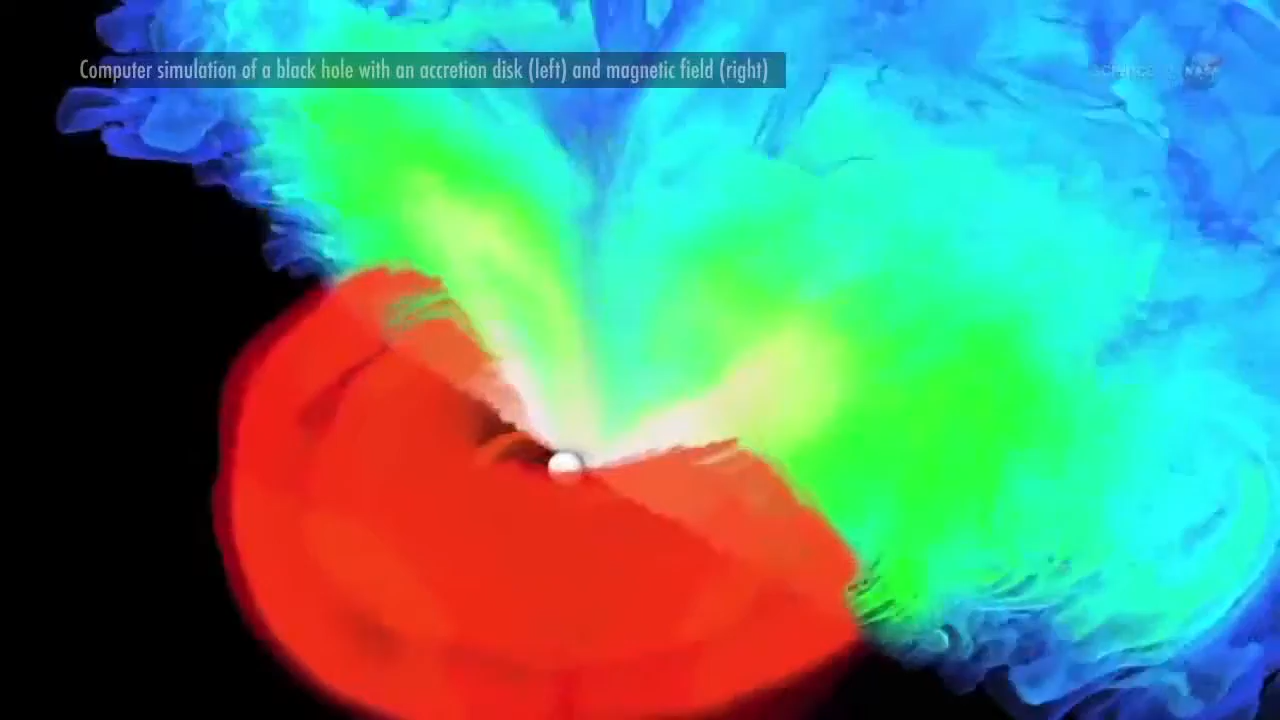 Computer simulation of a black hole with an accretion disk (left) and magnetic field (right)